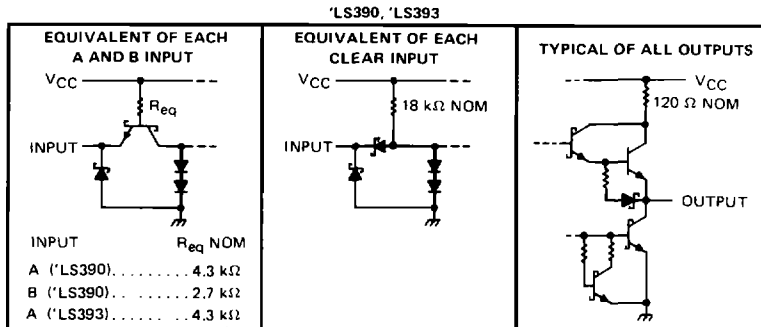 'LS390, 'LS393
EQUIVALENT OF EACH
A AND B INPUT
VCC
Req
INPUT
INPUT Req NOM
A ('LS390)......... 4.3 kΩ
B ('LS390). ........ 2.7 kΩ
A ('LS393) ........ 4.3 kΩ
EQUIVALENT OF EACH
CLEAR INPUT
VCC
18 kΩ NOM
INPUT
TYPICAL OF ALL OUTPUTS
VCC
120 Ω NOM
OUTPUT